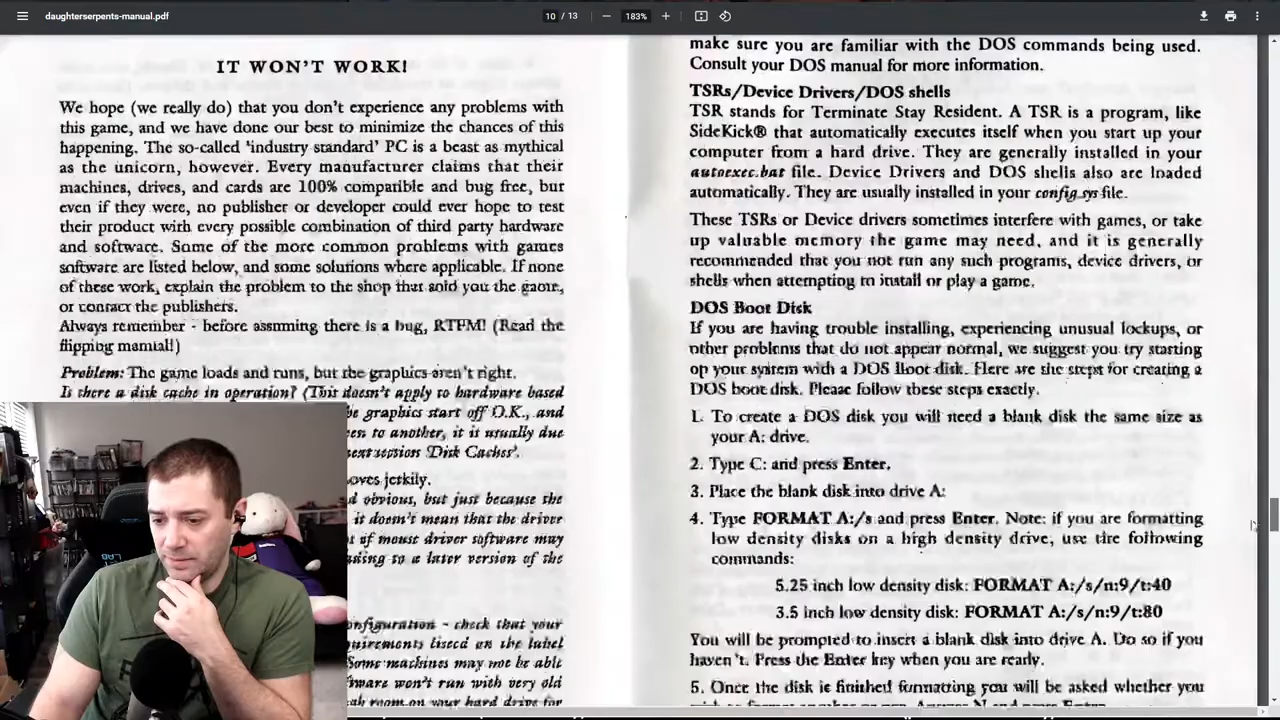 daughterserpents-manual.pdf
10 / 13
183%
IT WON'T WORK!
We hope (we really do) that you don't experience any problems with
this game, and we have done our best to minimize the chances of this
happening. The so-called 'industry standard' PC is a beast as mythical
as the unicorn, however. Every manufacturer claims that their
machines, drives, and cards are 100% compatible and bug free, but
even if they were, no publisher or developer could ever hope to test
their product with every possible combination of third party hardware
and software. Some of the more common problems with games
software are listed below, and some solutions where applicable. If none
of these work, explain the problem to the shop that sold you the game,
or contact the publishers.
Always remember - before assuming there is a bug, RTFM! (Read the
flipping manual!)
Problem: The game loads and runs, but the graphics aren't right.
Is there a disk cache in operation? (This doesn't apply to hardware based
graphics start off O.K., and
to another, it is usually due
next section 'Disk Caches'.
jerkily.
obvious, but just because the
it doesn't mean that the driver
of mouse driver software may
to a later version of the
configuration - check that your
requirements listed on the label
Some machines may not be able
won't run with very old
room on your hard drive for
make sure you are familiar with the DOS commands being used.
Consult your DOS manual for more information.
TSRs/Device Drivers/DOS shells
TSR stands for Terminate Stay Resident. A TSR is a program, like
SideKick® that automatically executes itself when you start up your
computer from a hard drive. They are generally installed in your
autoexec.bat file. Device Drivers and DOS shells also are loaded
automatically. They are usually installed in your config.sys file.
These TSRs or Device drivers sometimes interfere with games, or take
up valuable memory the game may need, and it is generally
recommended that you not run any such programs, device drivers, or
shells when attempting to install or play a game.
DOS Boot Disk
If you are having trouble installing, experiencing unusual lockups, or
other problems that do not appear normal, we suggest you try starting
up your system with a DOS Boot disk. Here are the steps for creating a
DOS boot disk. Please follow these steps exactly.
1. To create a DOS disk you will need a blank disk the same size as
your A: drive.
2. Type C: and press Enter.
3. Place the blank disk into drive A:
4. Type FORMAT A:/s and press Enter. Note: if you are formatting
low density disks on a high density drive, use the following
commands:
5.25 inch low density disk: FORMAT A:/s/n:9/t:40
3.5 inch low density disk: FORMAT A:/s/n:9/t:80
You will be prompted to insert a blank disk into drive A. Do so if you
haven't. Press the Enter key when you are ready.
5. Once the disk is finished formatting you will be asked whether you